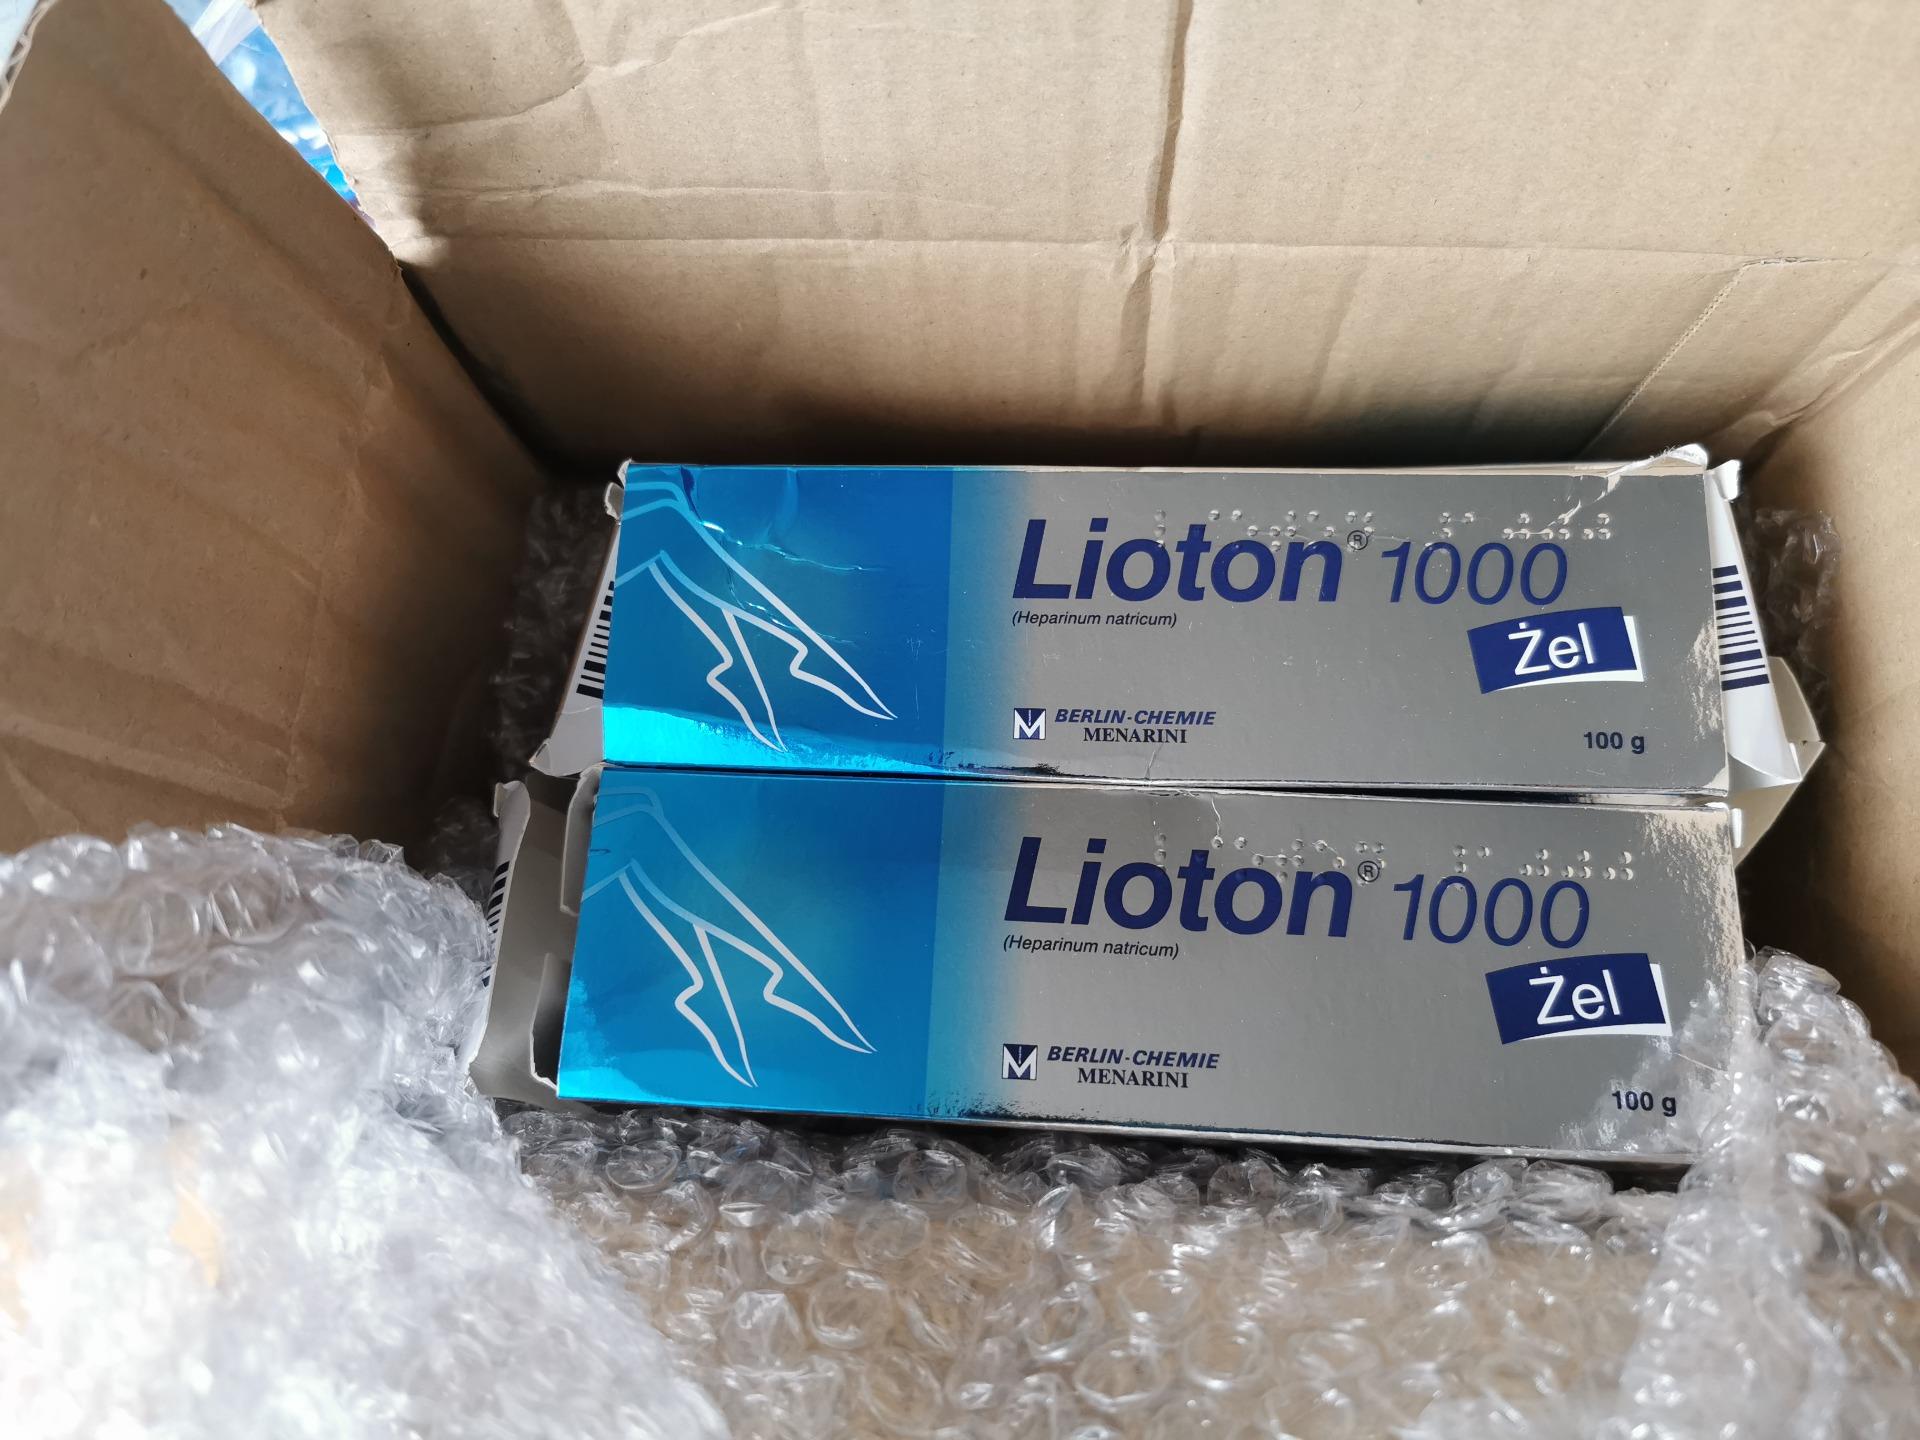 Lioton® 1000
(Heparinum natricum)
Żel
BERLIN-CHEMIE
MENARINI
100 g
Lioton® 1000
(Heparinum natricum)
Żel
BERLIN-CHEMIE
MENARINI
100 g